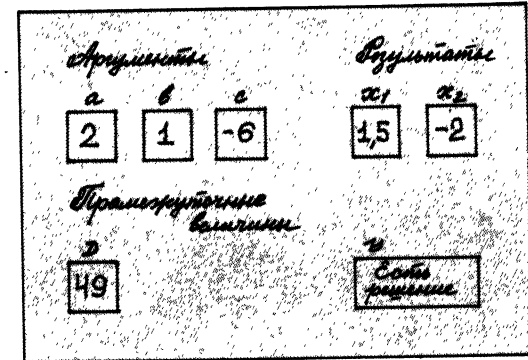 Аргументы Результаты
а в с x₁ x₂
2 1 -6 1,5 -2
Промежуточные
величины
D У
49 Есть
решение